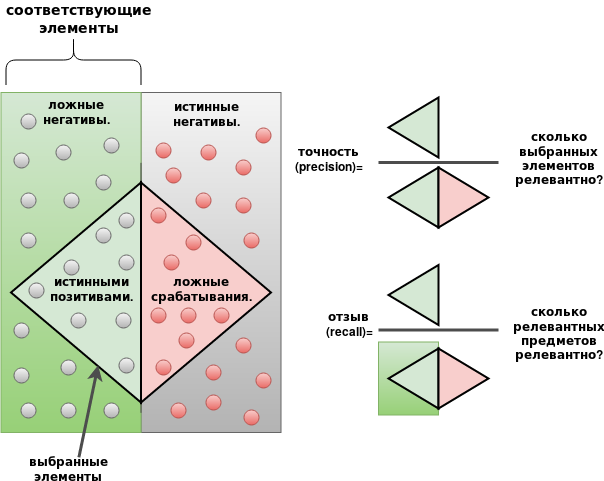 соответствующие
элементы
ложные
негативы.
истинные
негативы.
истинными
позитивами.
ложные
срабатывания.
выбранные
элементы
точность
(precision)=
сколько
выбранных
элементов
релевантно?
отзыв
(recall)=
сколько
релевантных
предметов
релевантно?